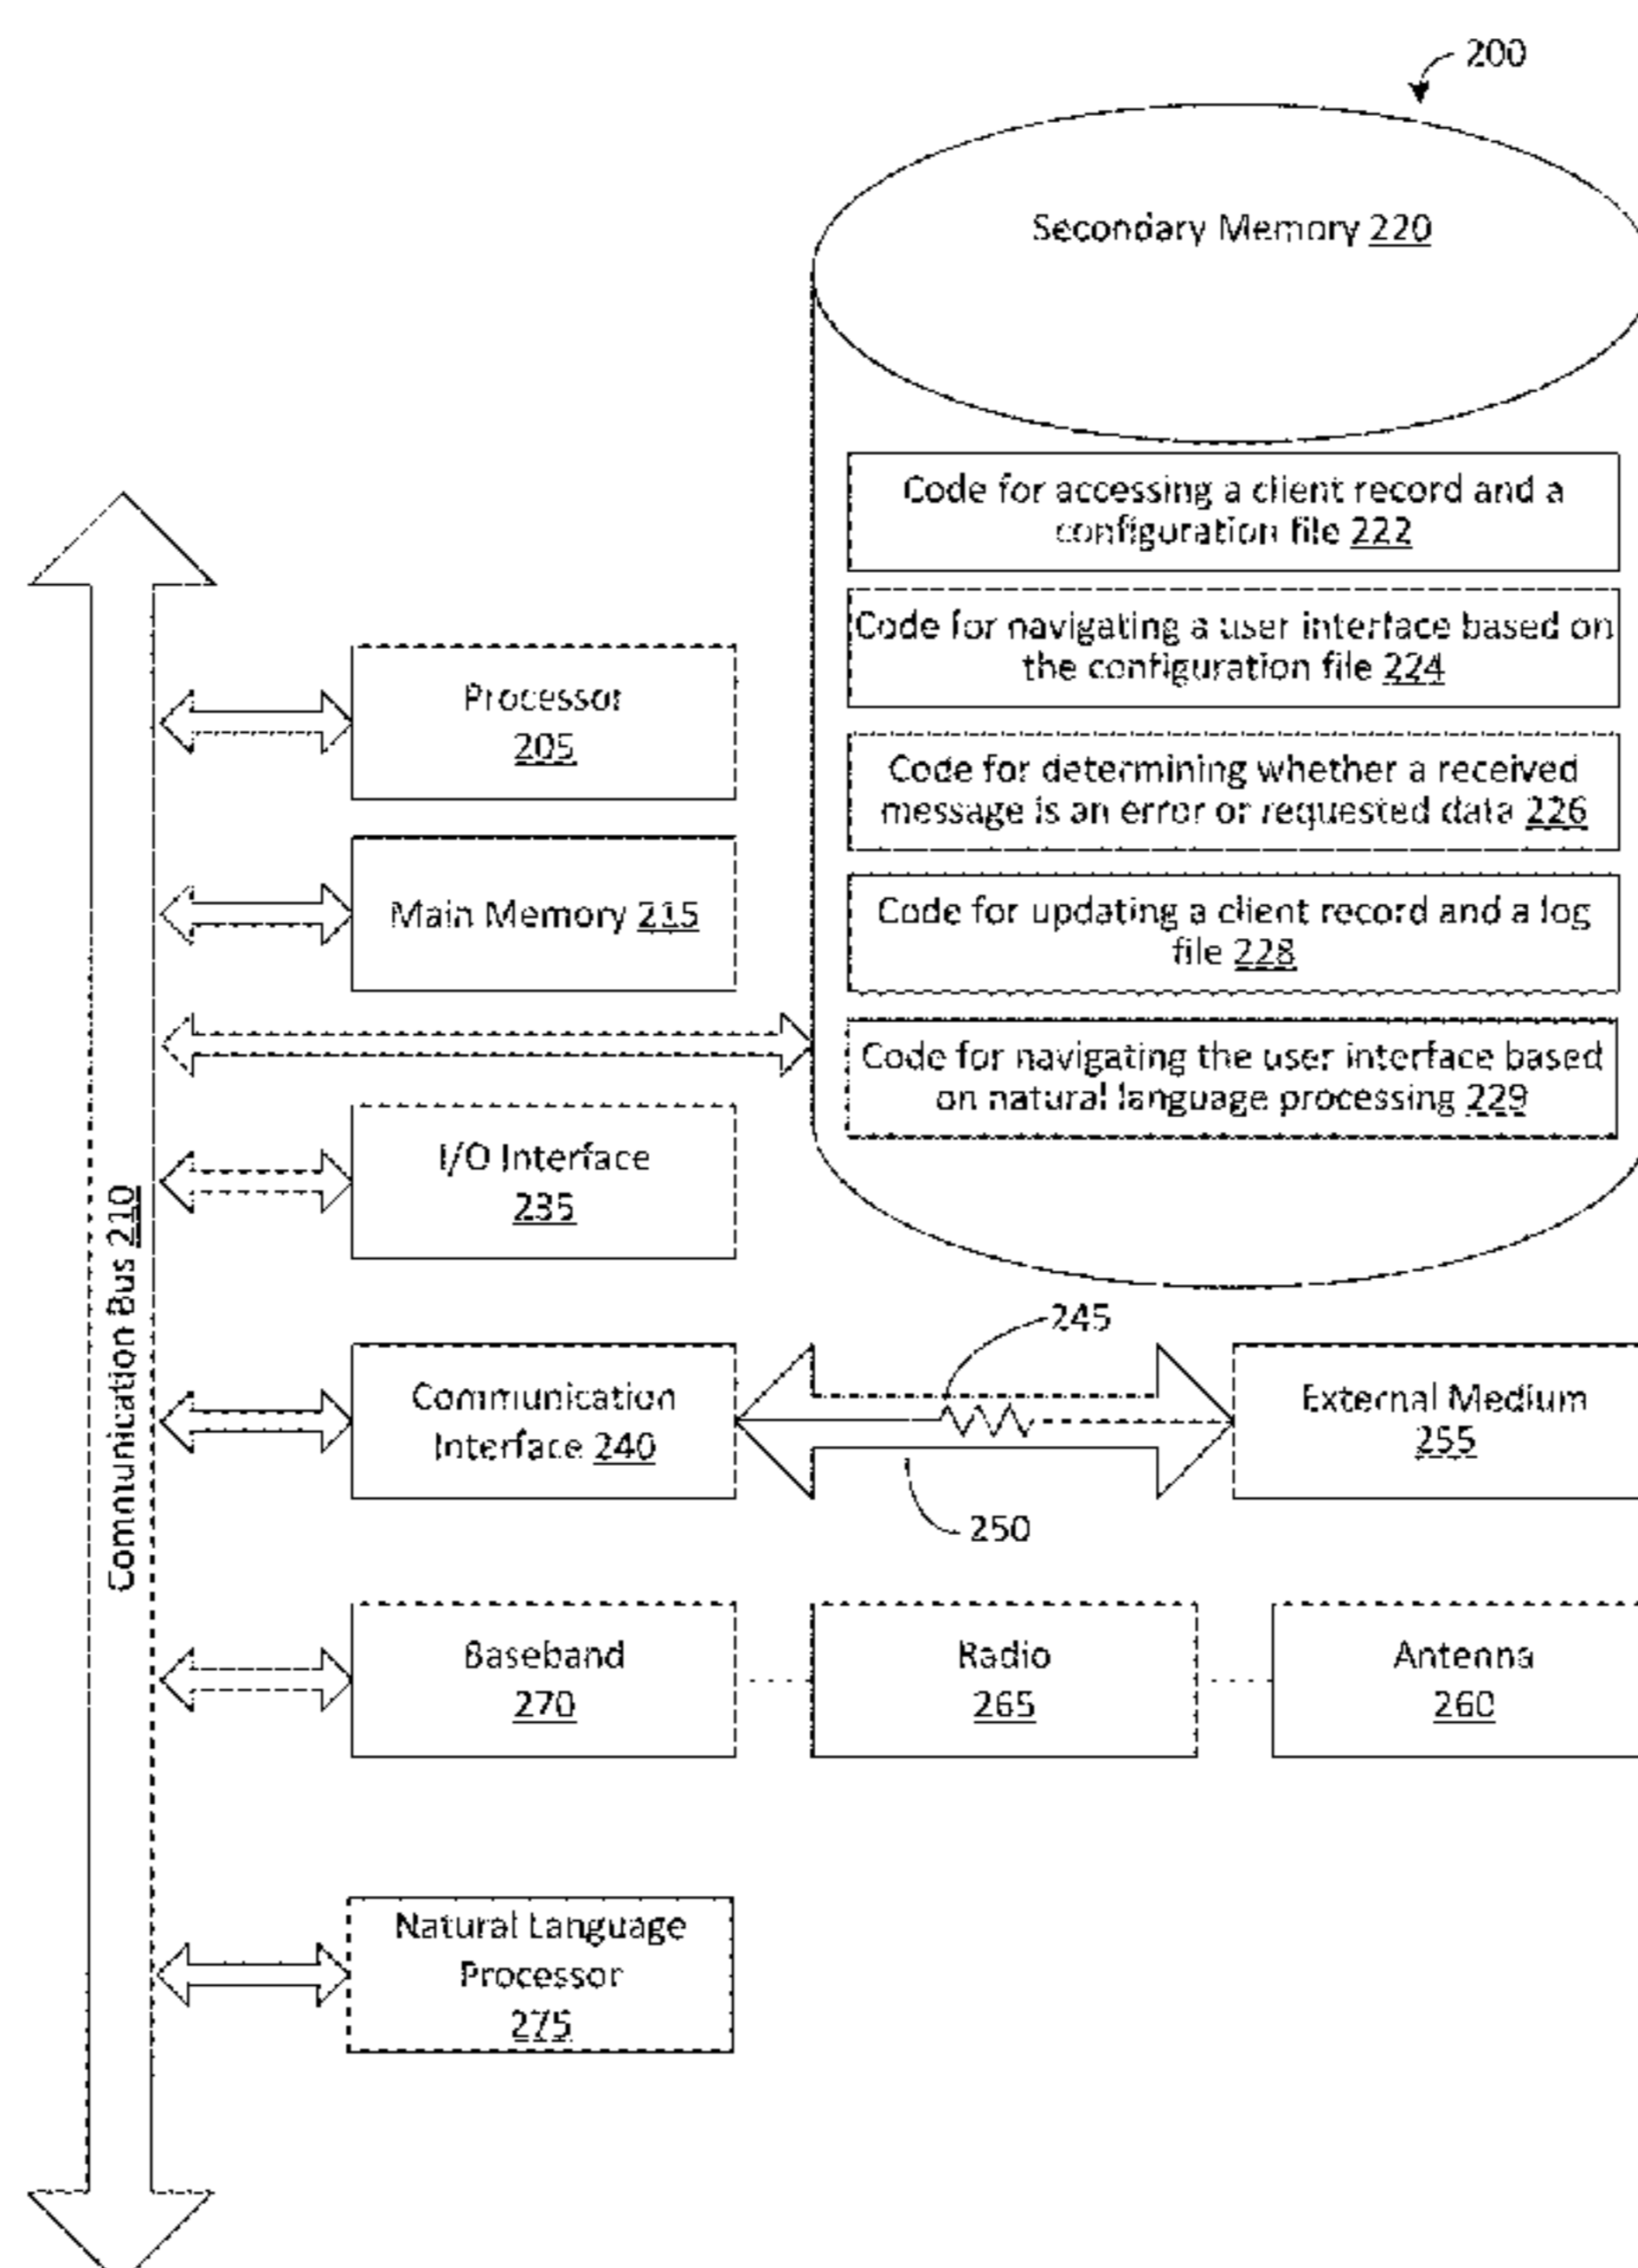 200
Secondary Memory 220
Code for accessing a client record and a
configuration file 222
Code for navigating a user interface based on
the configuration file 224
Code for determining whether a received
message is an error or requested data 226
Code for updating a client record and a log
file 228
Code for navigating the user interface based
on natural language processing 229
Processor
205
Main Memory 215
I/O Interface
235
Communication Bus 210
Communication
Interface 240
245
250
External Medium
255
Baseband
270
Radio
265
Antenna
260
Natural Language
Processor
275